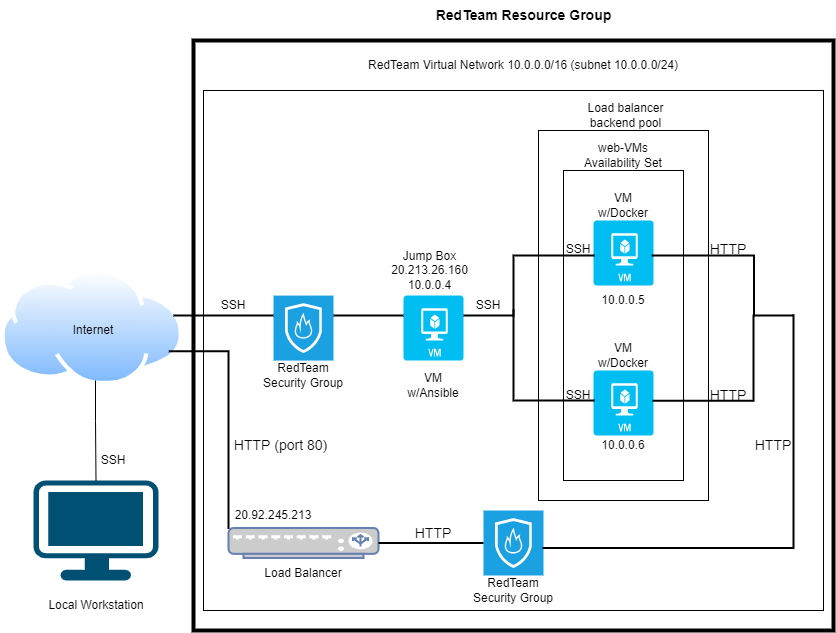 RedTeam Resource Group
RedTeam Virtual Network 10.0.0.0/16 (subnet 10.0.0.0/24)
Load balancer
backend pool
web-VMs
Availability Set
VM
w/Docker
SSH
HTTP
VM
10.0.0.5
Jump Box
20.213.26.160
10.0.0.4
SSH
SSH
VM
Internet
RedTeam
Security Group
VM
w/Ansible
VM
w/Docker
SSH
HTTP
VM
10.0.0.6
HTTP (port 80)
HTTP
SSH
20.92.245.213
HTTP
Load Balancer
RedTeam
Security Group
Local Workstation